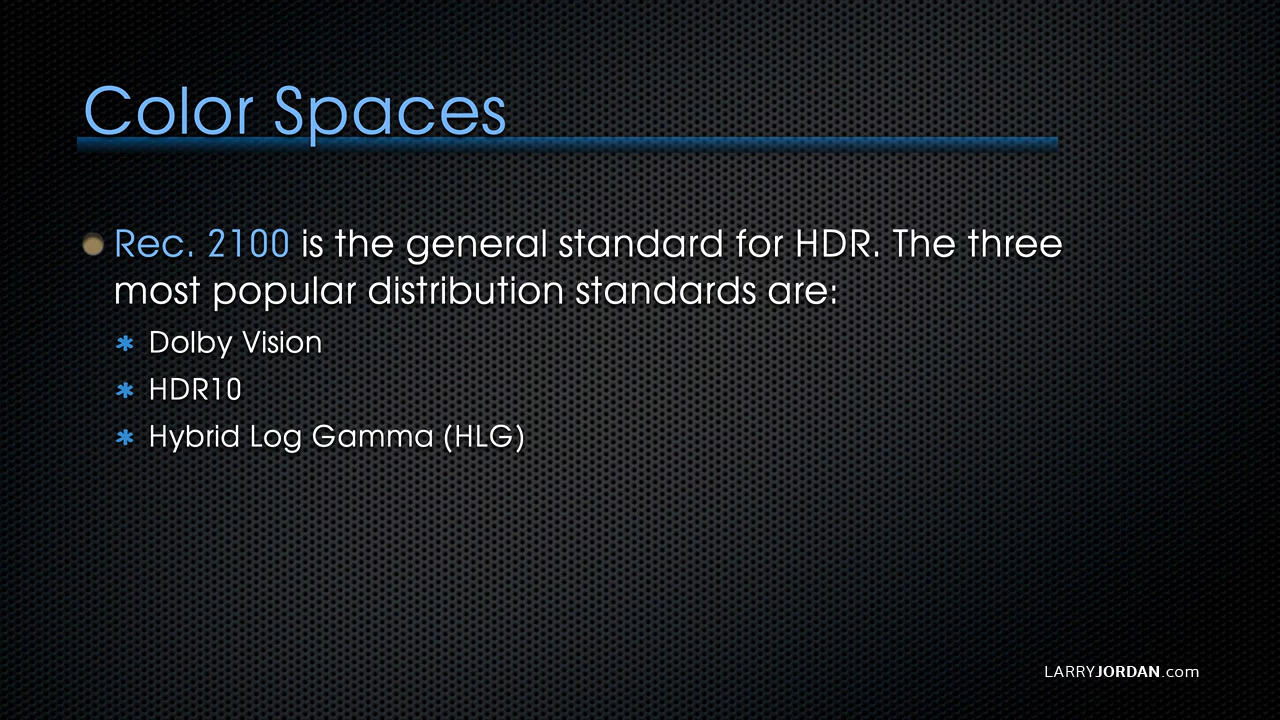 Color Spaces
Rec. 2100 is the general standard for HDR. The three
most popular distribution standards are:
Dolby Vision
HDR10
Hybrid Log Gamma (HLG)
LARRYJORDAN.com